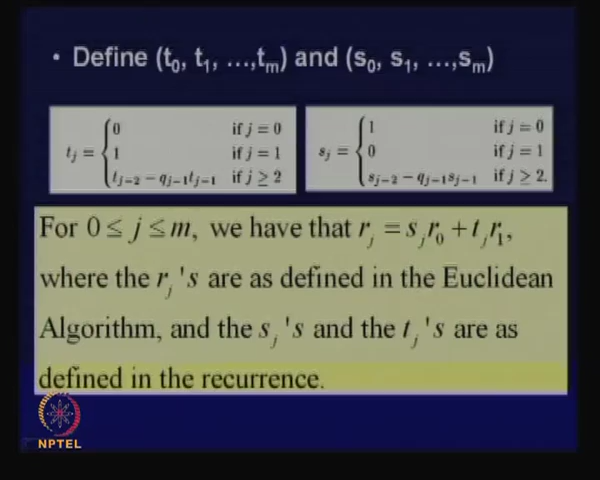 • Define (t₀, t₁, …,tₘ) and (s₀, s₁, …,sₘ)
tⱼ = { 0 if j = 0
1 if j = 1
tⱼ₋₂ − qⱼ₋₁tⱼ₋₁ if j ≥ 2
sⱼ = { 1 if j = 0
0 if j = 1
sⱼ₋₂ − qⱼ₋₁sⱼ₋₁ if j ≥ 2.
For 0 ≤ j ≤ m, we have that rⱼ = sⱼr₀ + tⱼr₁,
where the rⱼ 's are as defined in the Euclidean
Algorithm, and the sⱼ 's and the tⱼ 's are as
defined in the recurrence.
NPTEL